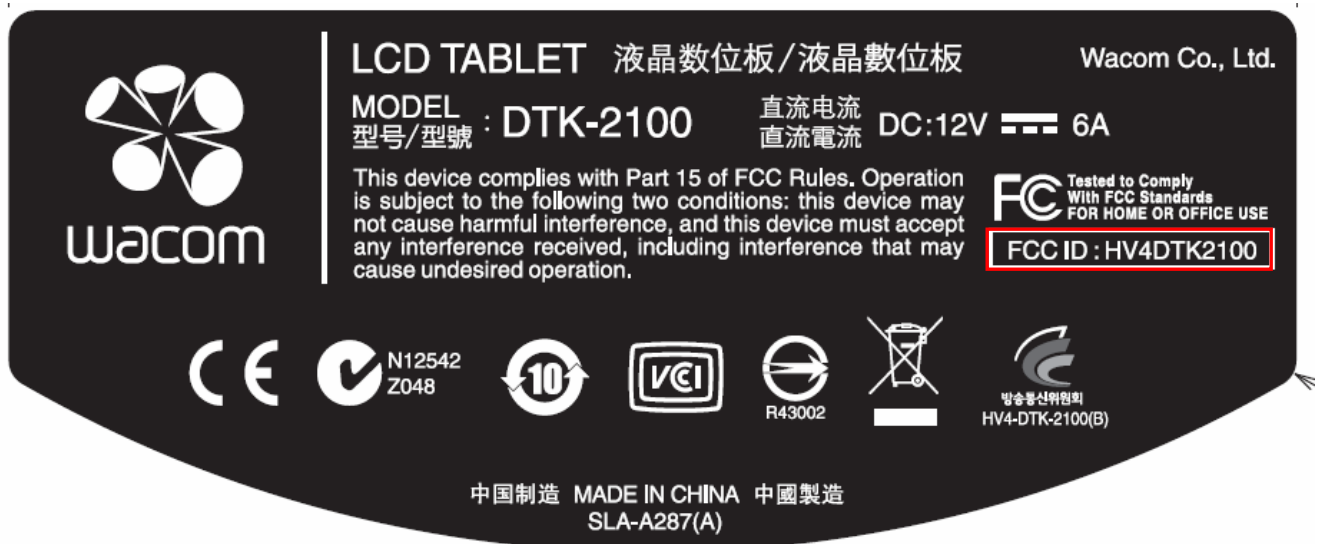 wacom
LCD TABLET 液晶数位板/液晶數位板
Wacom Co., Ltd.
MODEL
型号/型號 : DTK-2100
直流电流
直流電流 DC:12V 6A
This device complies with Part 15 of FCC Rules. Operation
is subject to the following two conditions: this device may
not cause harmful interference, and this device must accept
any interference received, including interference that may
cause undesired operation.
FC Tested to Comply
With FCC Standards
FOR HOME OR OFFICE USE
FCC ID : HV4DTK2100
CE
N12542
Z048
10
VCI
R43002
방송통신위원회
HV4-DTK-2100(B)
中国制造 MADE IN CHINA 中國製造
SLA-A287(A)